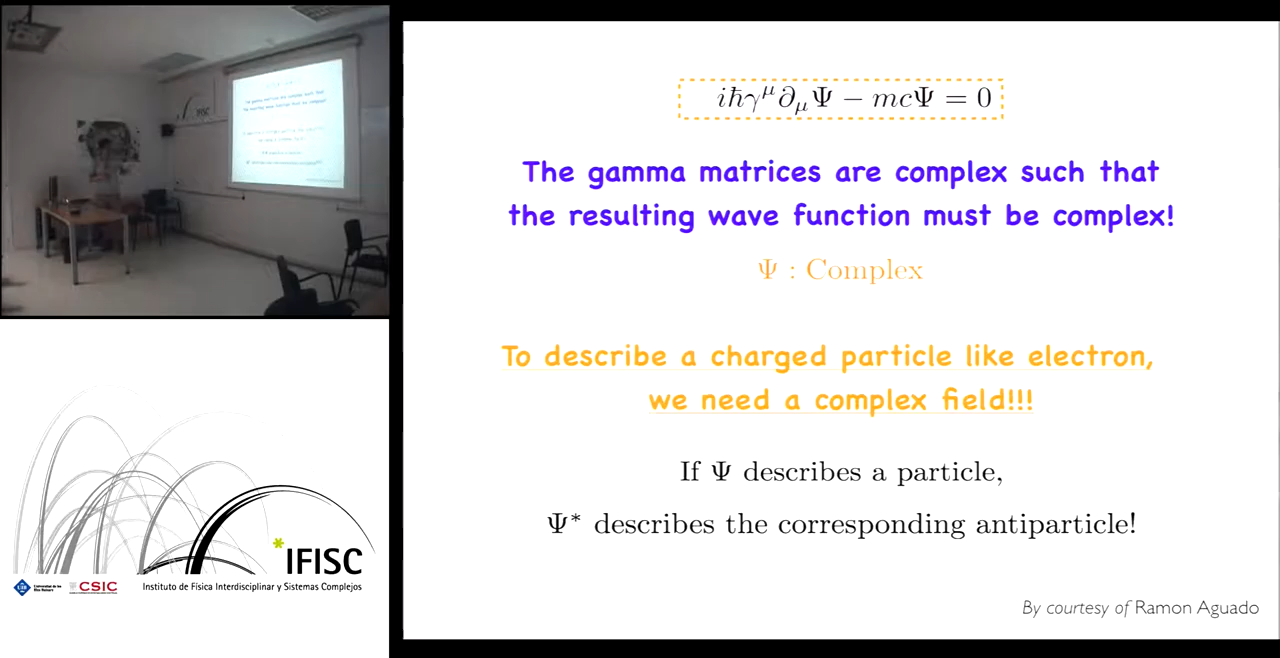 iħγ^μ∂_μΨ − mcΨ = 0
The gamma matrices are complex such that
the resulting wave function must be complex!
Ψ : Complex
To describe a charged particle like electron,
we need a complex field!!!
If Ψ describes a particle,
Ψ* describes the corresponding antiparticle!
By courtesy of Ramon Aguado
*IFISC
CSIC
Instituto de Física Interdisciplinar y Sistemas Complejos